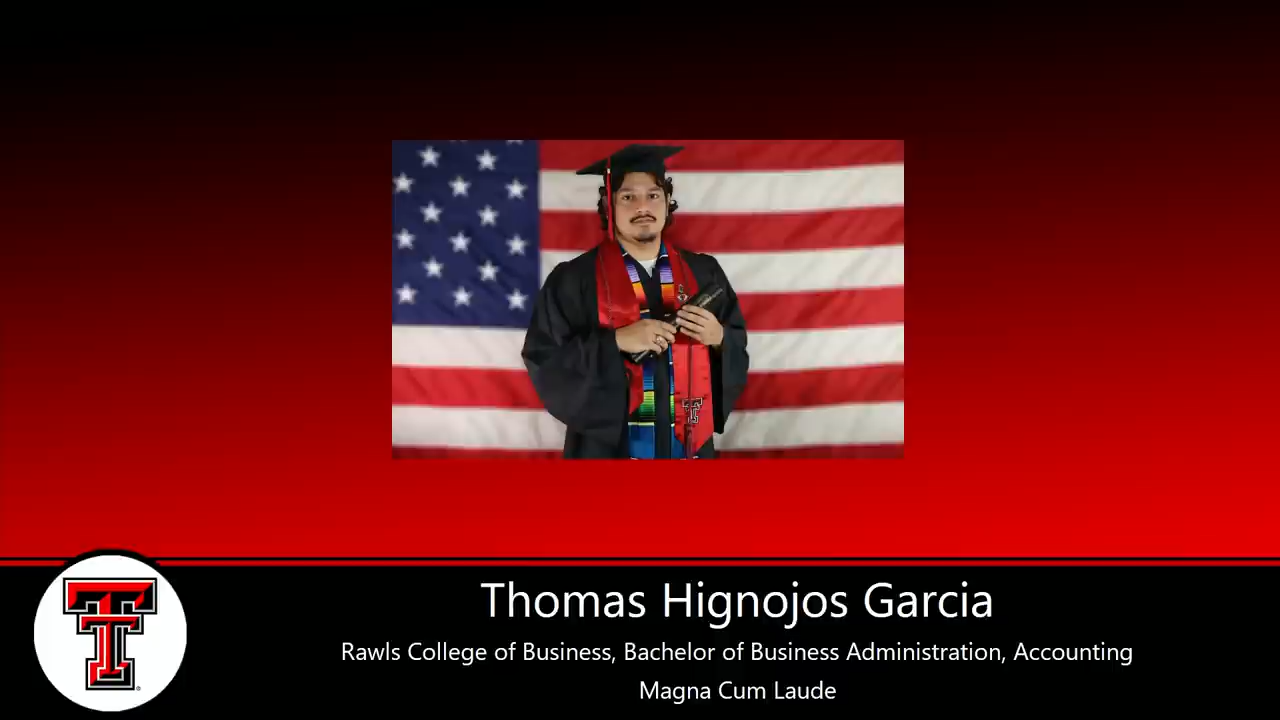 Thomas Hignojos Garcia
Rawls College of Business, Bachelor of Business Administration, Accounting
Magna Cum Laude